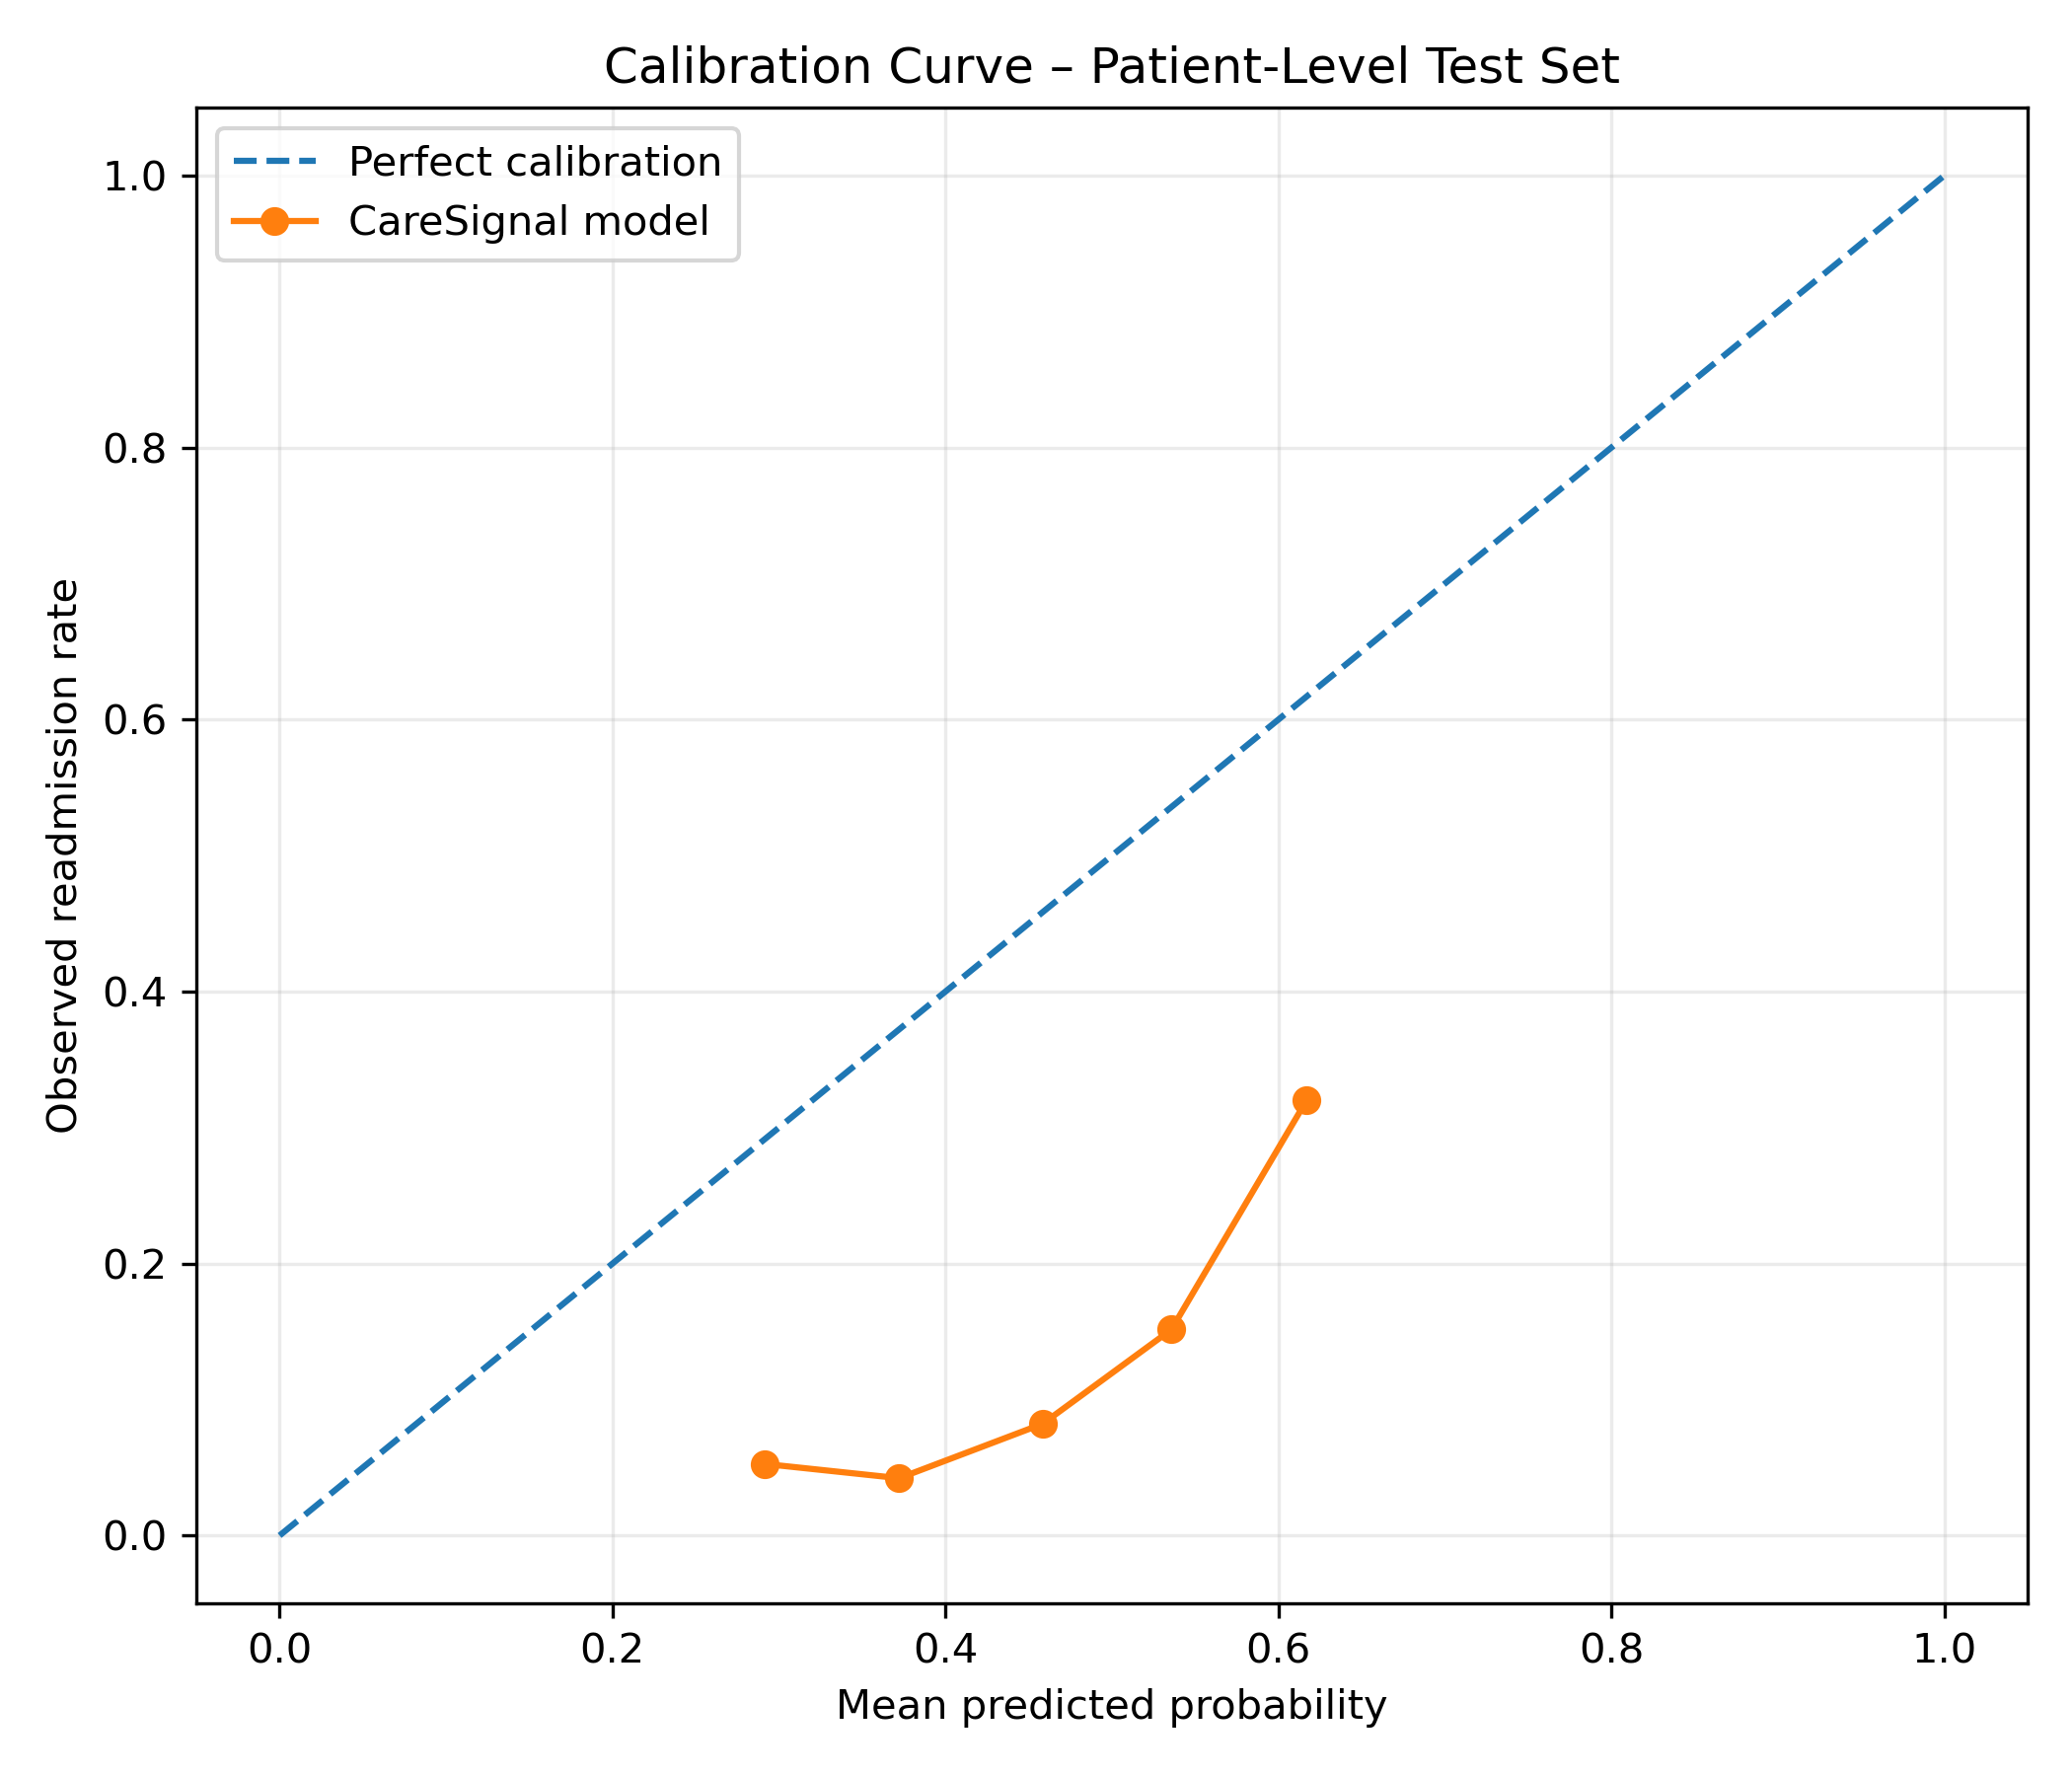 Calibration Curve – Patient-Level Test Set
Perfect calibration
CareSignal model
Observed readmission rate
1.0
0.8
0.6
0.4
0.2
0.0
0.0 0.2 0.4 0.6 0.8 1.0
Mean predicted probability